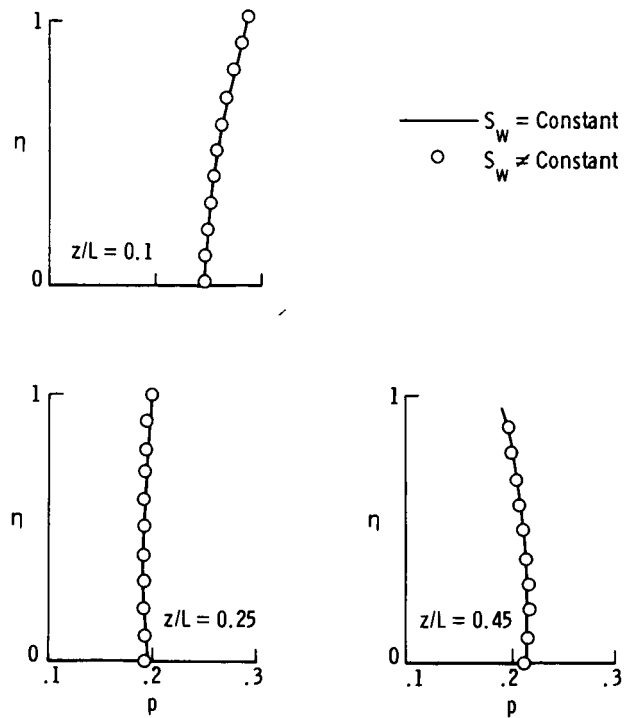 1
η
z/L = 0.1
0
S_w = Constant
S_w ≠ Constant
1
η
z/L = 0.25
0
.1 .2 .3
p
1
η
z/L = 0.45
0
.1 .2 .3
p